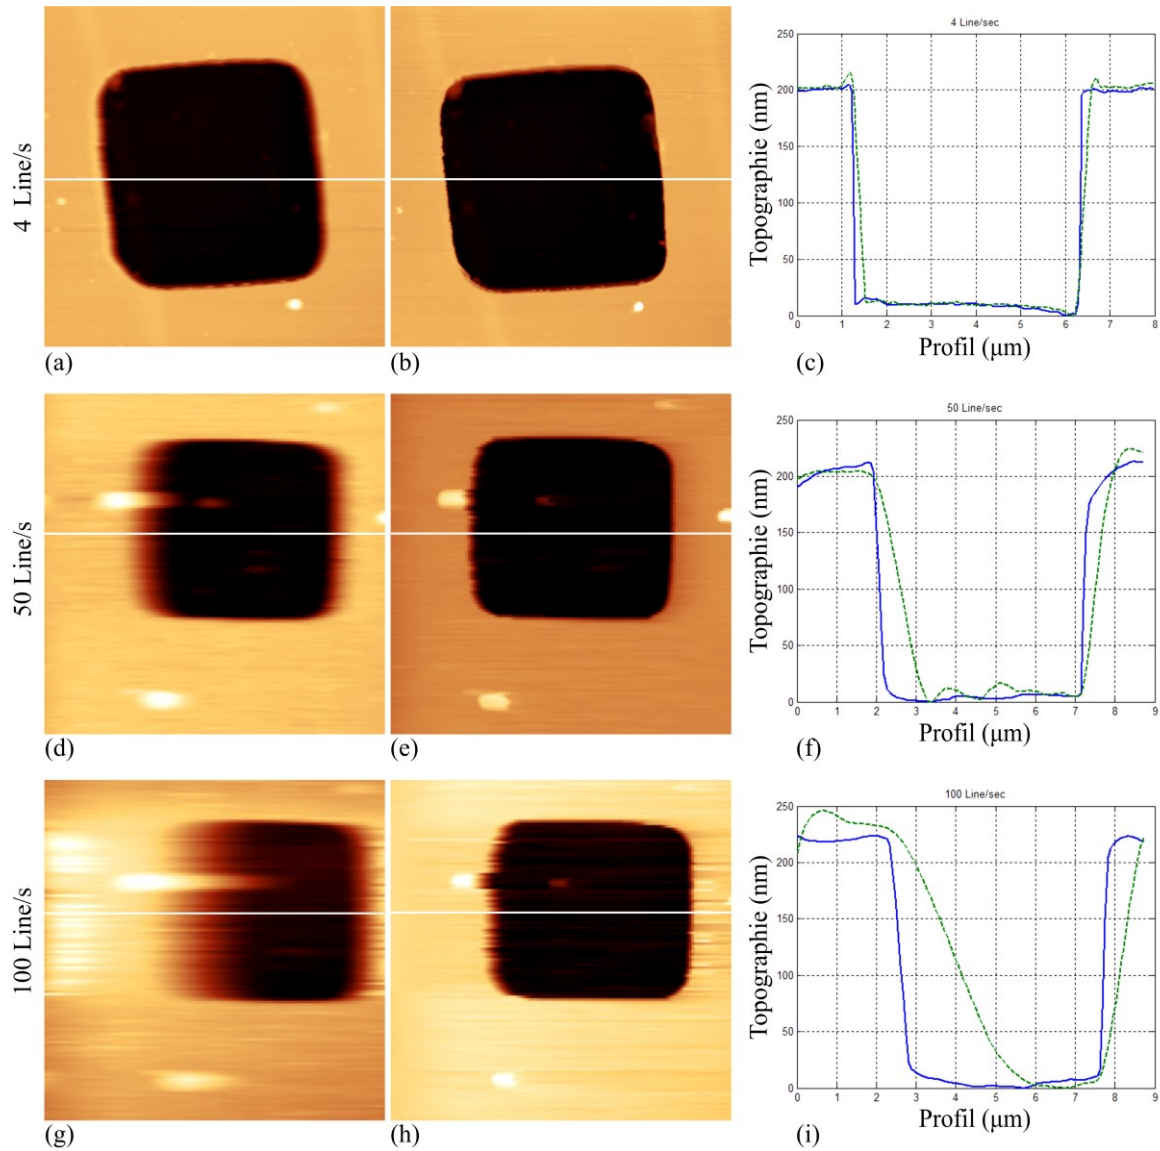 4 Line/s
(a)
(b)
4 Line/sec
Topographie (nm)
250
200
150
100
50
0
0 1 2 3 4 5 6 7 8
Profil (μm)
(c)
50 Line/s
(d)
(e)
50 Line/sec
Topographie (nm)
250
200
150
100
50
0
0 1 2 3 4 5 6 7 8 9
Profil (μm)
(f)
100 Line/s
(g)
(h)
100 Line/sec
Topographie (nm)
250
200
150
100
50
0
0 1 2 3 4 5 6 7 8 9
Profil (μm)
(i)